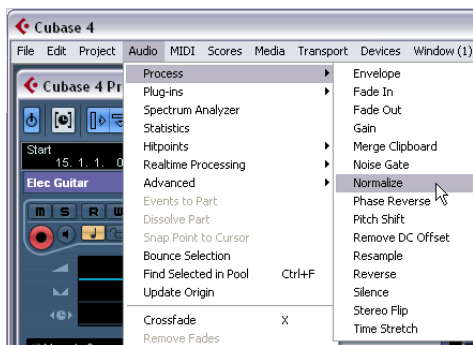 Cubase 4
File Edit Project Audio MIDI Scores Media Transport Devices Window (1)
Process
Plug-ins
Spectrum Analyzer
Statistics
Hitpoints
Realtime Processing
Advanced
Events to Part
Dissolve Part
Snap Point to Cursor
Bounce Selection
Find Selected in Pool Ctrl+F
Update Origin
Crossfade X
Remove Fades
Envelope
Fade In
Fade Out
Gain
Merge Clipboard
Noise Gate
Normalize
Phase Reverse
Pitch Shift
Remove DC Offset
Resample
Reverse
Silence
Stereo Flip
Time Stretch
Cubase 4 Pr
Start
15. 1. 1. 0
Elec Guitar
M S R W